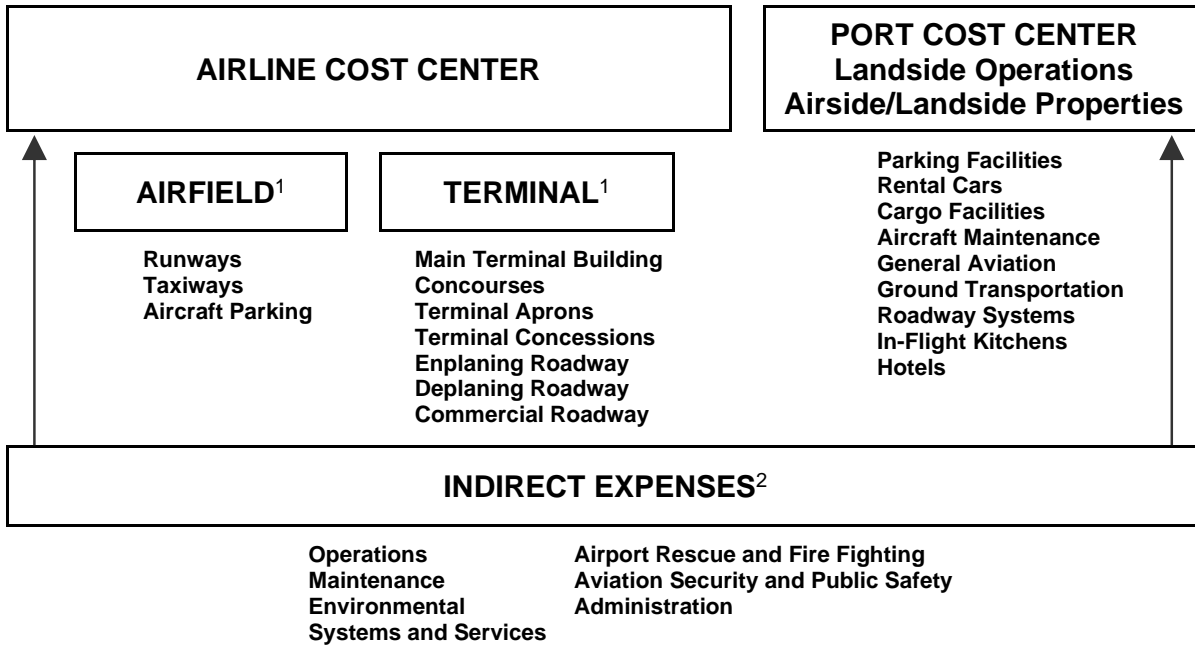 AIRLINE COST CENTER
PORT COST CENTER
Landside Operations
Airside/Landside Properties
AIRFIELD¹
Runways
Taxiways
Aircraft Parking
TERMINAL¹
Main Terminal Building
Concourses
Terminal Aprons
Terminal Concessions
Enplaning Roadway
Deplaning Roadway
Commercial Roadway
Parking Facilities
Rental Cars
Cargo Facilities
Aircraft Maintenance
General Aviation
Ground Transportation
Roadway Systems
In-Flight Kitchens
Hotels
INDIRECT EXPENSES²
Operations
Maintenance
Environmental
Systems and Services
Airport Rescue and Fire Fighting
Aviation Security and Public Safety
Administration